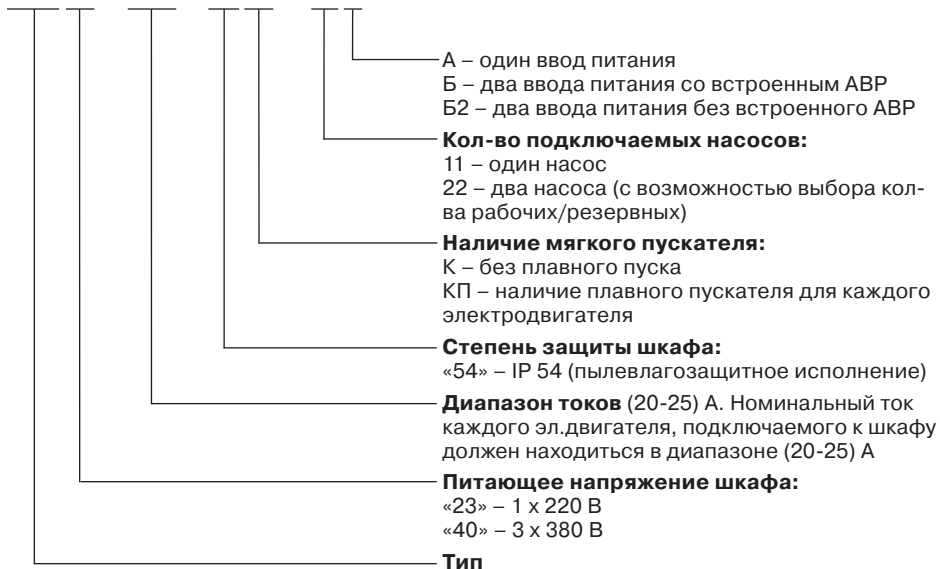 А – один ввод питания
Б – два ввода питания со встроенным АВР
Б2 – два ввода питания без встроенного АВР
Кол-во подключаемых насосов:
11 – один насос
22 – два насоса (с возможностью выбора кол-
ва рабочих/резервных)
Наличие мягкого пускателя:
К – без плавного пуска
КП – наличие плавного пускателя для каждого
электродвигателя
Степень защиты шкафа:
«54» – IP 54 (пылевлагозащитное исполнение)
Диапазон токов (20-25) А. Номинальный ток
каждого эл.двигателя, подключаемого к шкафу
должен находиться в диапазоне (20-25) А
Питающее напряжение шкафа:
«23» – 1 х 220 В
«40» – 3 х 380 В
Тип